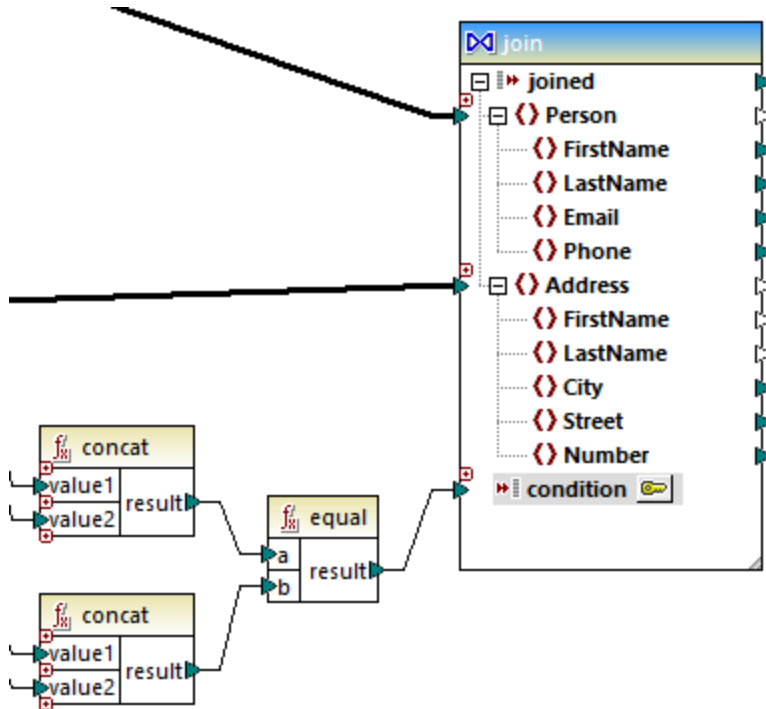 join
joined
Person
FirstName
LastName
Email
Phone
Address
FirstName
LastName
City
Street
Number
condition
concat
value1
value2
result
equal
a
b
result
concat
value1
value2
result